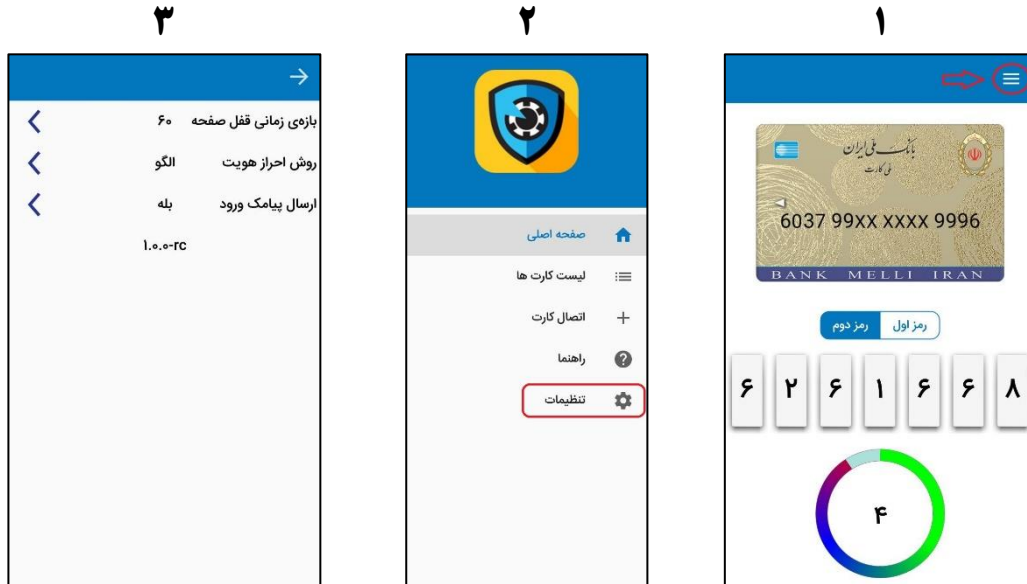 ۱
بانک ملی ایران
ملی کارت
6037 99XX XXXX 9996
BANK MELLI IRAN
رمز اول رمز دوم
۶ ۲ ۶ ۱ ۶ ۶ ۸
۴
۲
صفحه اصلی
لیست کارت ها
اتصال کارت
راهنما
تنظیمات
۳
بازه‌ی زمانی قفل صفحه ۶۰
روش احراز هویت الگو
ارسال پیامک ورود بله
۱.۰.۰-rc